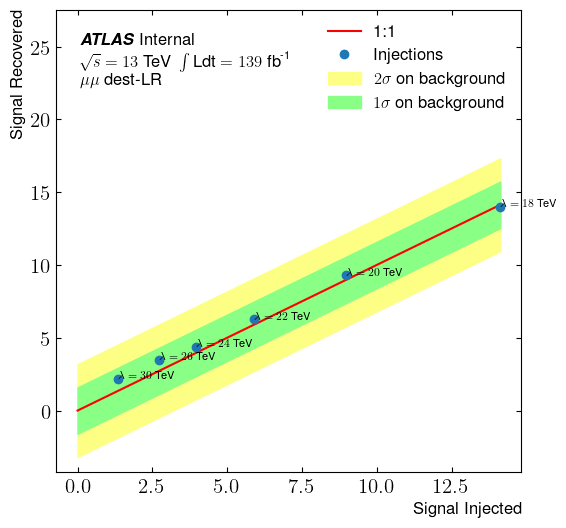 ATLAS Internal
√s = 13 TeV ∫ Ldt = 139 fb⁻¹
μμ dest-LR
1:1
Injections
2σ on background
1σ on background
Signal Recovered
25
20
15
10
5
0
λ = 18 TeV
λ = 20 TeV
λ = 22 TeV
λ = 24 TeV
λ = 26 TeV
λ = 30 TeV
0.0 2.5 5.0 7.5 10.0 12.5
Signal Injected